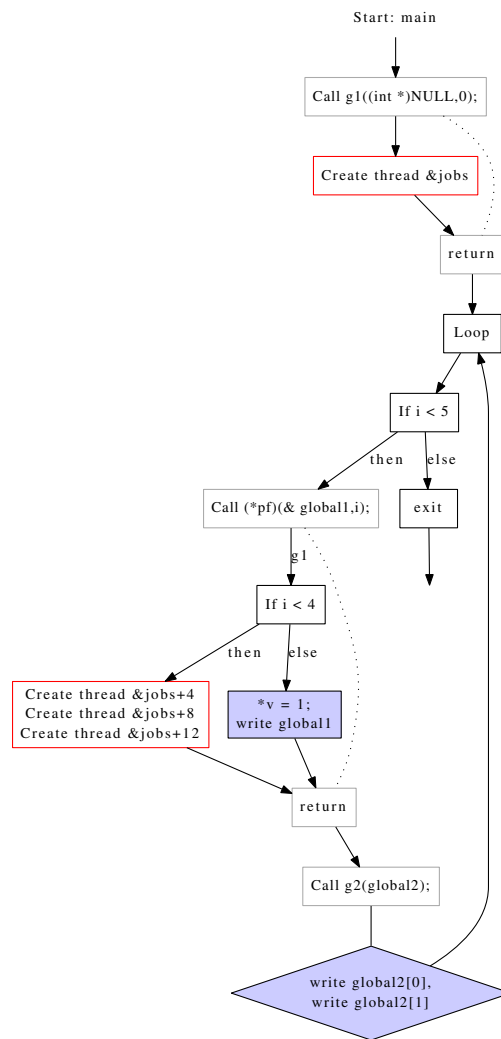 Start: main
Call g1((int *)NULL,0);
Create thread &jobs
return
Loop
If i < 5
then
else
Call (*pf)(& global1,i);
exit
g1
If i < 4
then
else
Create thread &jobs+4
Create thread &jobs+8
Create thread &jobs+12
*v = 1;
write global1
return
Call g2(global2);
write global2[0],
write global2[1]